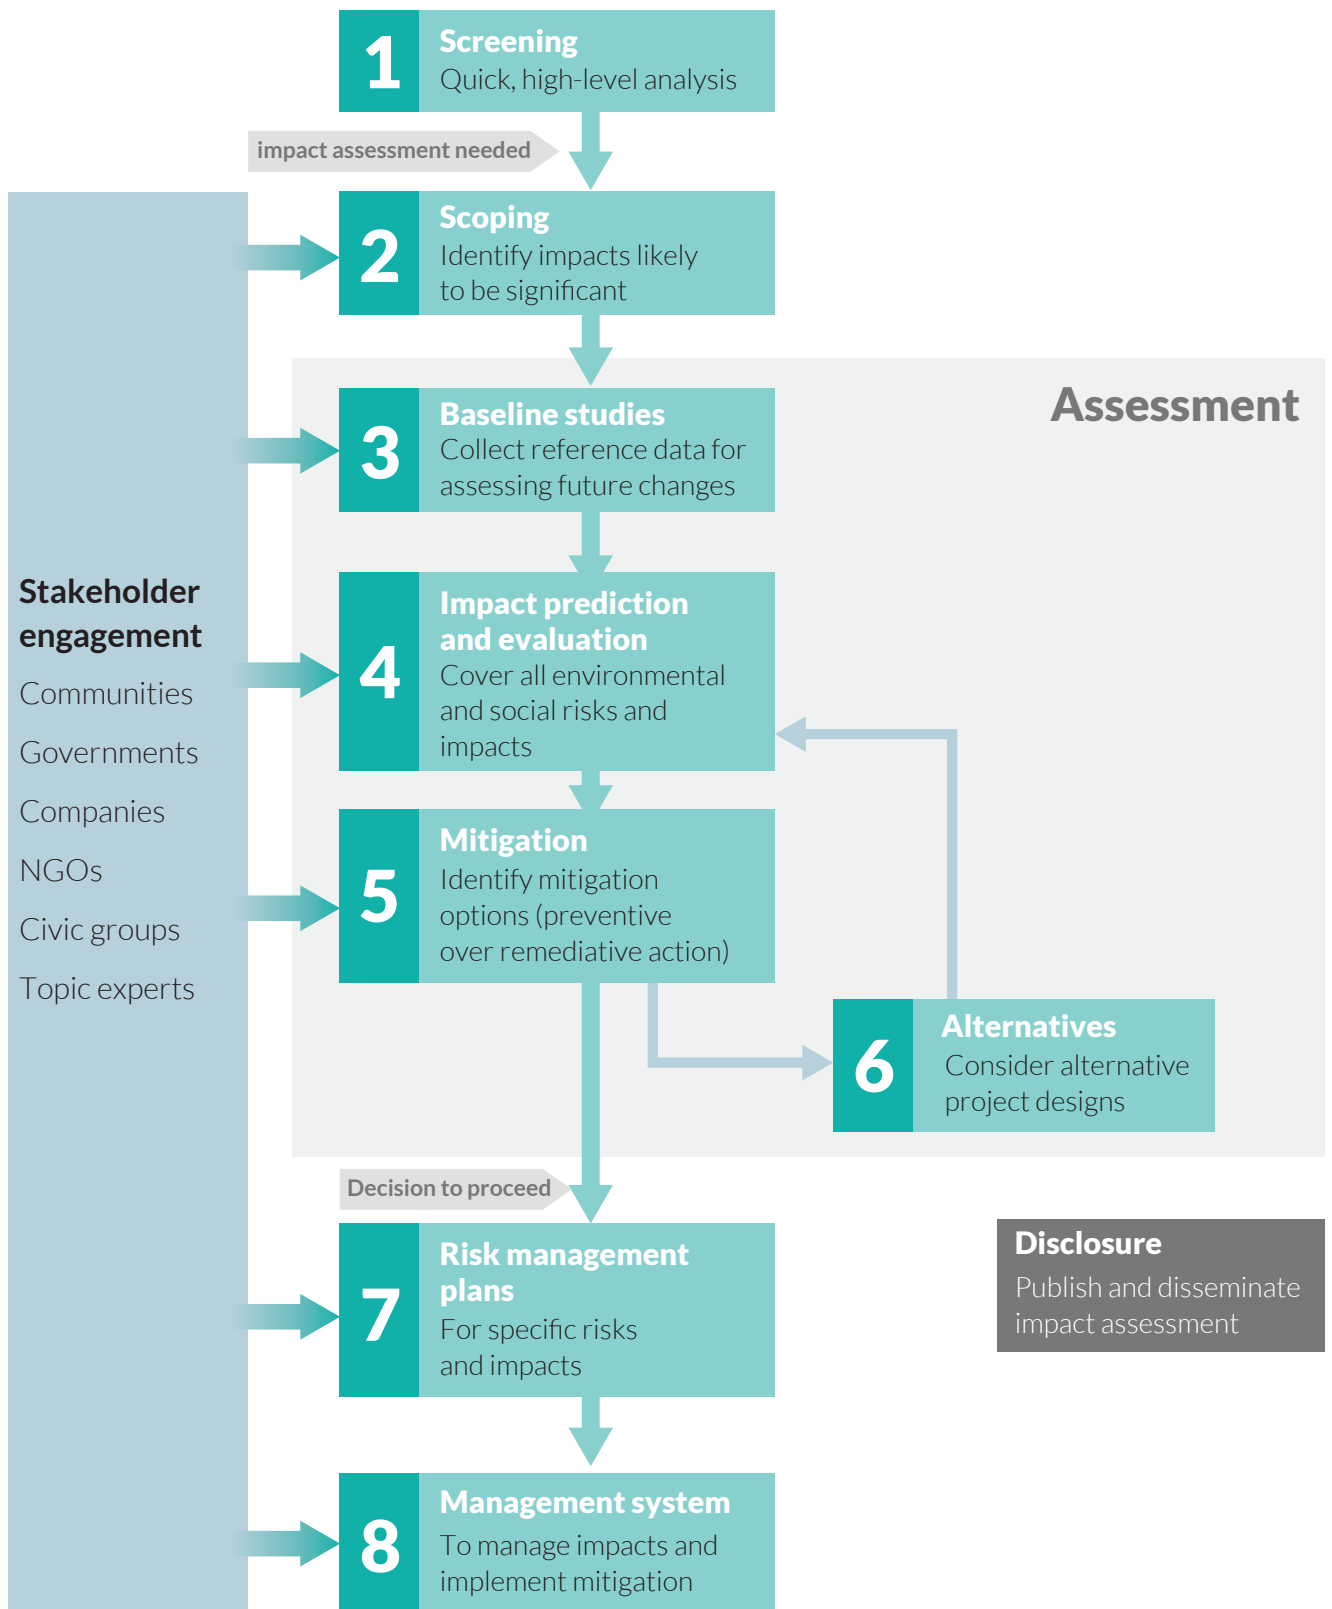 1
Screening
Quick, high-level analysis
impact assessment needed
2
Scoping
Identify impacts likely
to be significant
Assessment
3
Baseline studies
Collect reference data for
assessing future changes
Stakeholder
engagement
Communities
Governments
Companies
NGOs
Civic groups
Topic experts
4
Impact prediction
and evaluation
Cover all environmental
and social risks and
impacts
5
Mitigation
Identify mitigation
options (preventive
over remediative action)
6
Alternatives
Consider alternative
project designs
Decision to proceed
7
Risk management
plans
For specific risks
and impacts
Disclosure
Publish and disseminate
impact assessment
8
Management system
To manage impacts and
implement mitigation